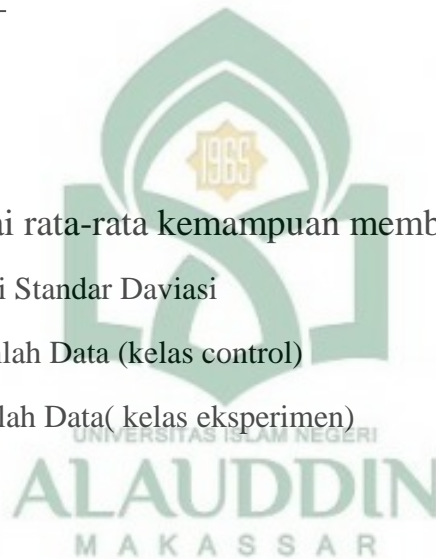 1965
ai rata-rata kemampuan memb
i Standar Daviasi
lah Data (kelas control)
lah Data( kelas eksperimen)
UNIVERSITAS ISLAM NEGERI
ALAUDDIN
MAKASSAR